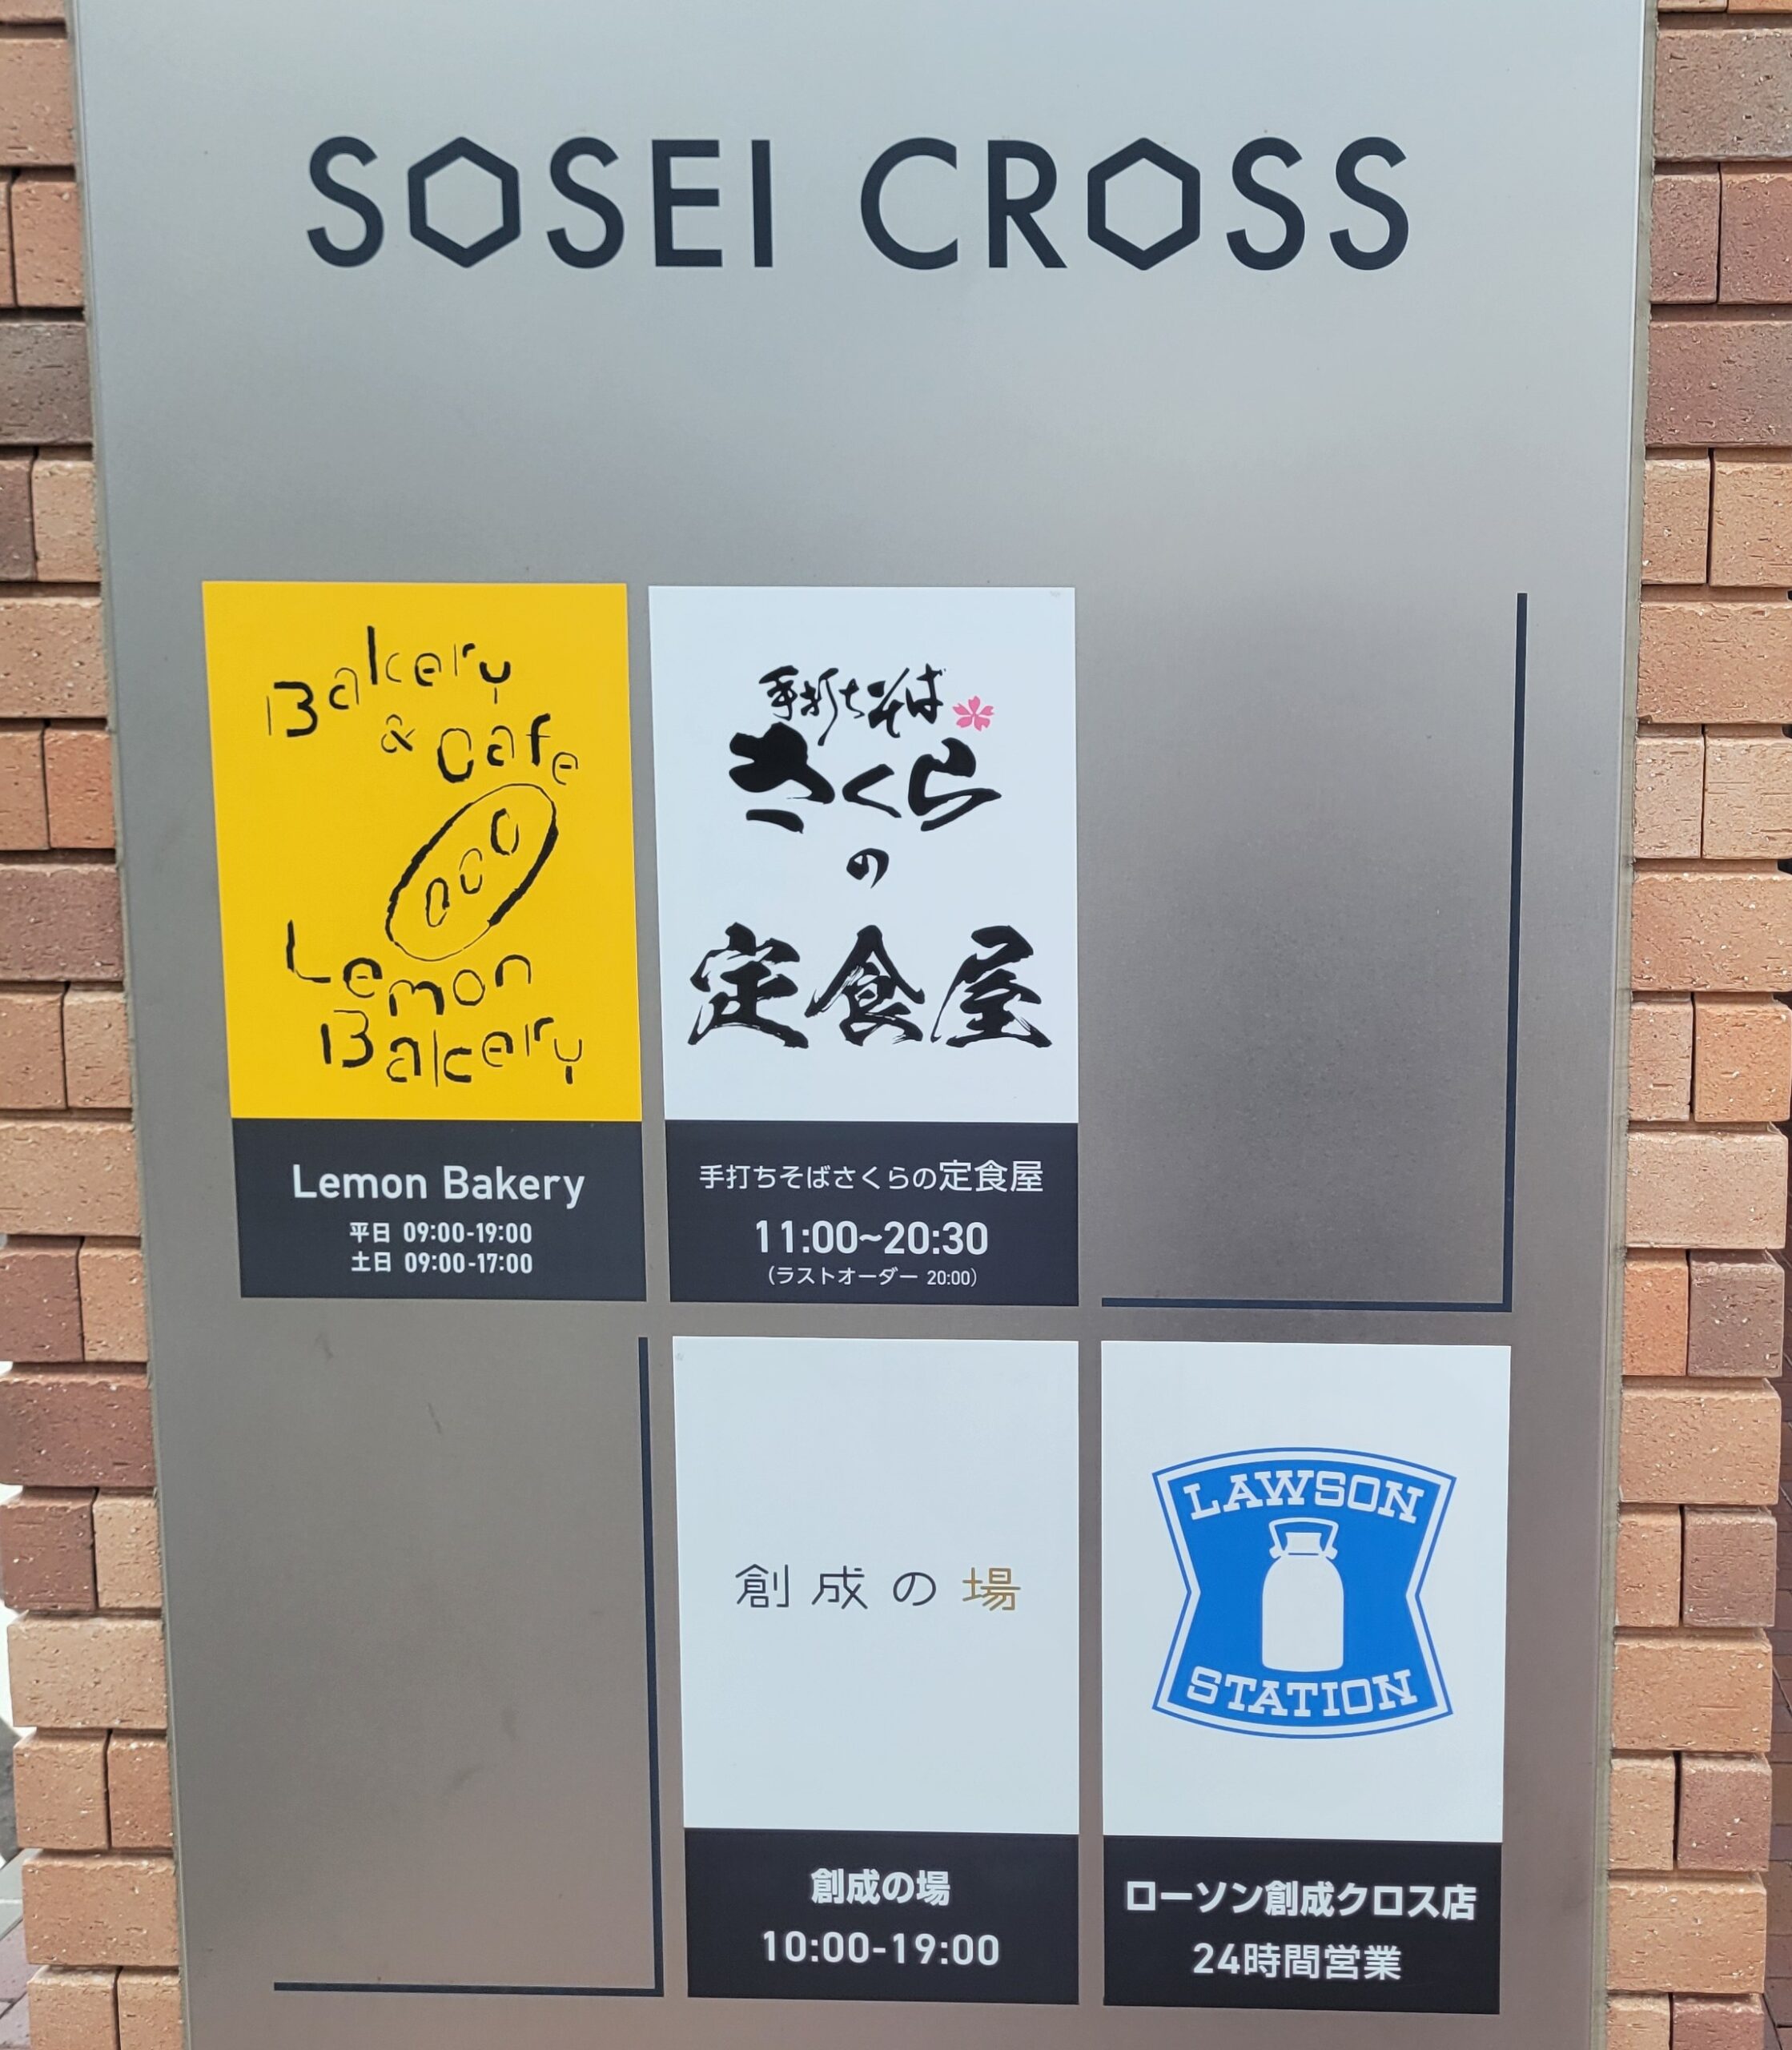 SOSEI CROSS
Bakery
& Cafe
Lemon
Bakery
Lemon Bakery
平日 09:00-19:00
土日 09:00-17:00
手打ちそば
さくら
の
定食屋
手打ちそばさくらの定食屋
11:00~20:30
(ラストオーダー 20:00)
創成の場
創成の場
10:00-19:00
LAWSON
STATION
ローソン創成クロス店
24時間営業